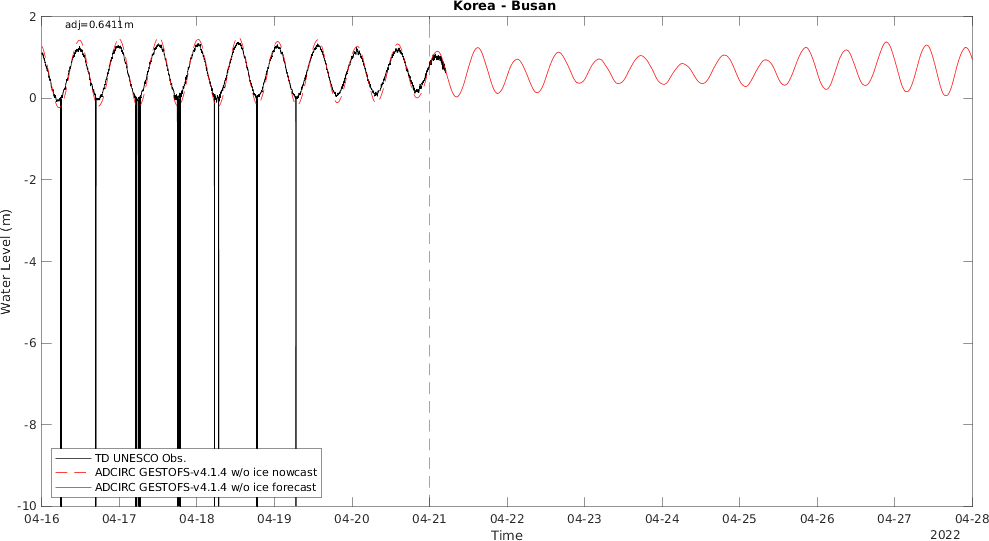 Korea - Busan
adj=0.6411m
2
0
-2
-4
-6
-8
-10
Water Level (m)
TD UNESCO Obs.
ADCIRC GESTOFS-v4.1.4 w/o ice nowcast
ADCIRC GESTOFS-v4.1.4 w/o ice forecast
04-16 04-17 04-18 04-19 04-20 04-21 04-22 04-23 04-24 04-25 04-26 04-27 04-28
Time
2022